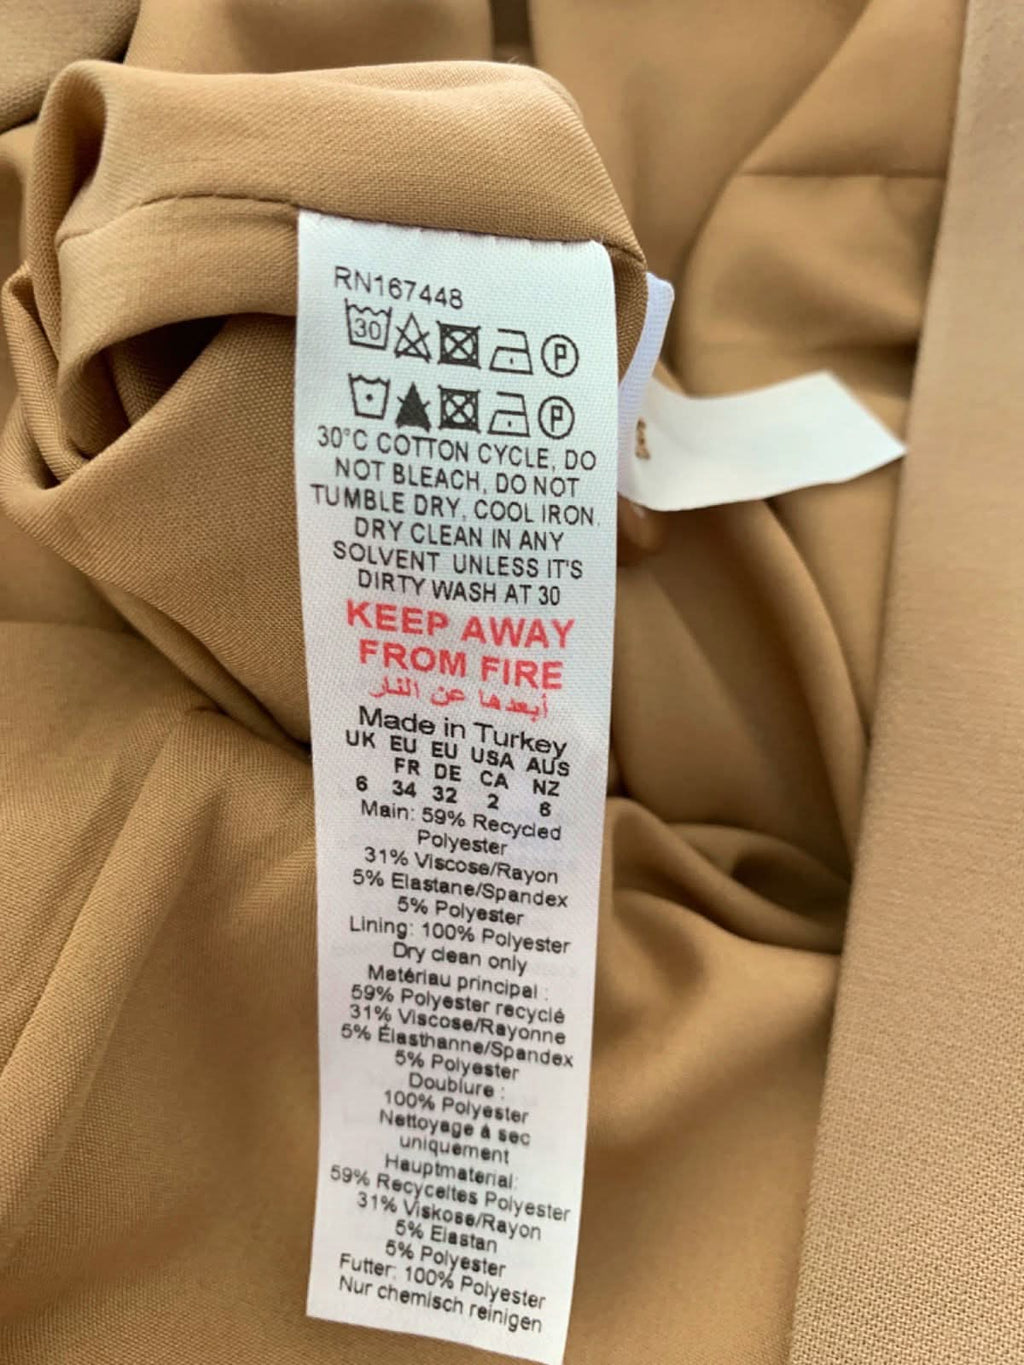 RN167448
30 P
P
30°C COTTON CYCLE, DO
NOT BLEACH, DO NOT
TUMBLE DRY, COOL IRON.
DRY CLEAN IN ANY
SOLVENT UNLESS IT'S
DIRTY WASH AT 30
KEEP AWAY
FROM FIRE
أبعدها عن النار
Made in Turkey
UK EU EU USA AUS
FR DE CA NZ
6 34 32 2 6
Main: 59% Recycled
Polyester
31% Viscose/Rayon
5% Elastane/Spandex
5% Polyester
Lining: 100% Polyester
Dry clean only
Matériau principal :
59% Polyester recyclé
31% Viscose/Rayonne
5% Élasthanne/Spandex
5% Polyester
Doublure :
100% Polyester
Nettoyage à sec
uniquement
Hauptmaterial:
59% Recyceltes Polyester
31% Viskose/Rayon
5% Elastan
5% Polyester
Futter: 100% Polyester
Nur chemisch reinigen